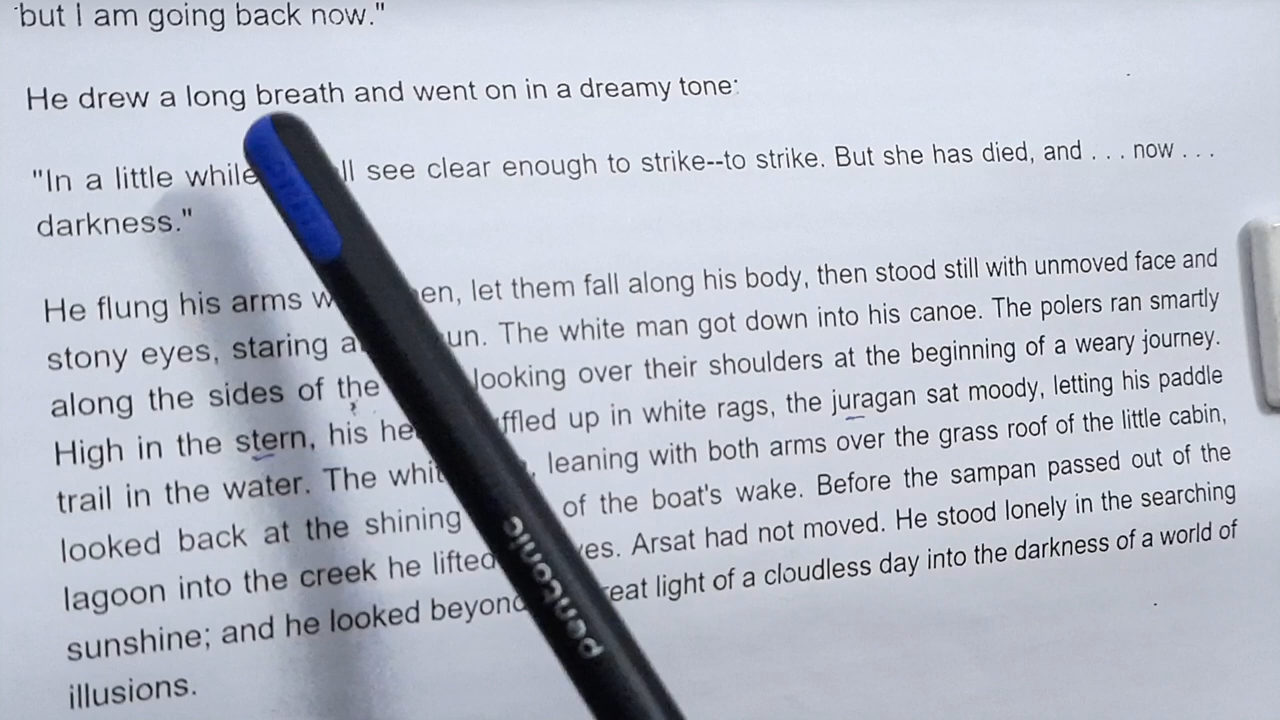 but I am going back now."
He drew a long breath and went on in a dreamy tone:
"In a little while ll see clear enough to strike--to strike. But she has died, and . . . now . . .
darkness."
He flung his arms w en, let them fall along his body, then stood still with unmoved face and
stony eyes, staring a un. The white man got down into his canoe. The polers ran smartly
along the sides of the looking over their shoulders at the beginning of a weary journey.
High in the stern, his he ffled up in white rags, the juragan sat moody, letting his paddle
trail in the water. The whit , leaning with both arms over the grass roof of the little cabin,
looked back at the shining of the boat's wake. Before the sampan passed out of the
lagoon into the creek he lifted yes. Arsat had not moved. He stood lonely in the searching
sunshine; and he looked beyond reat light of a cloudless day into the darkness of a world of
illusions.
pentonic